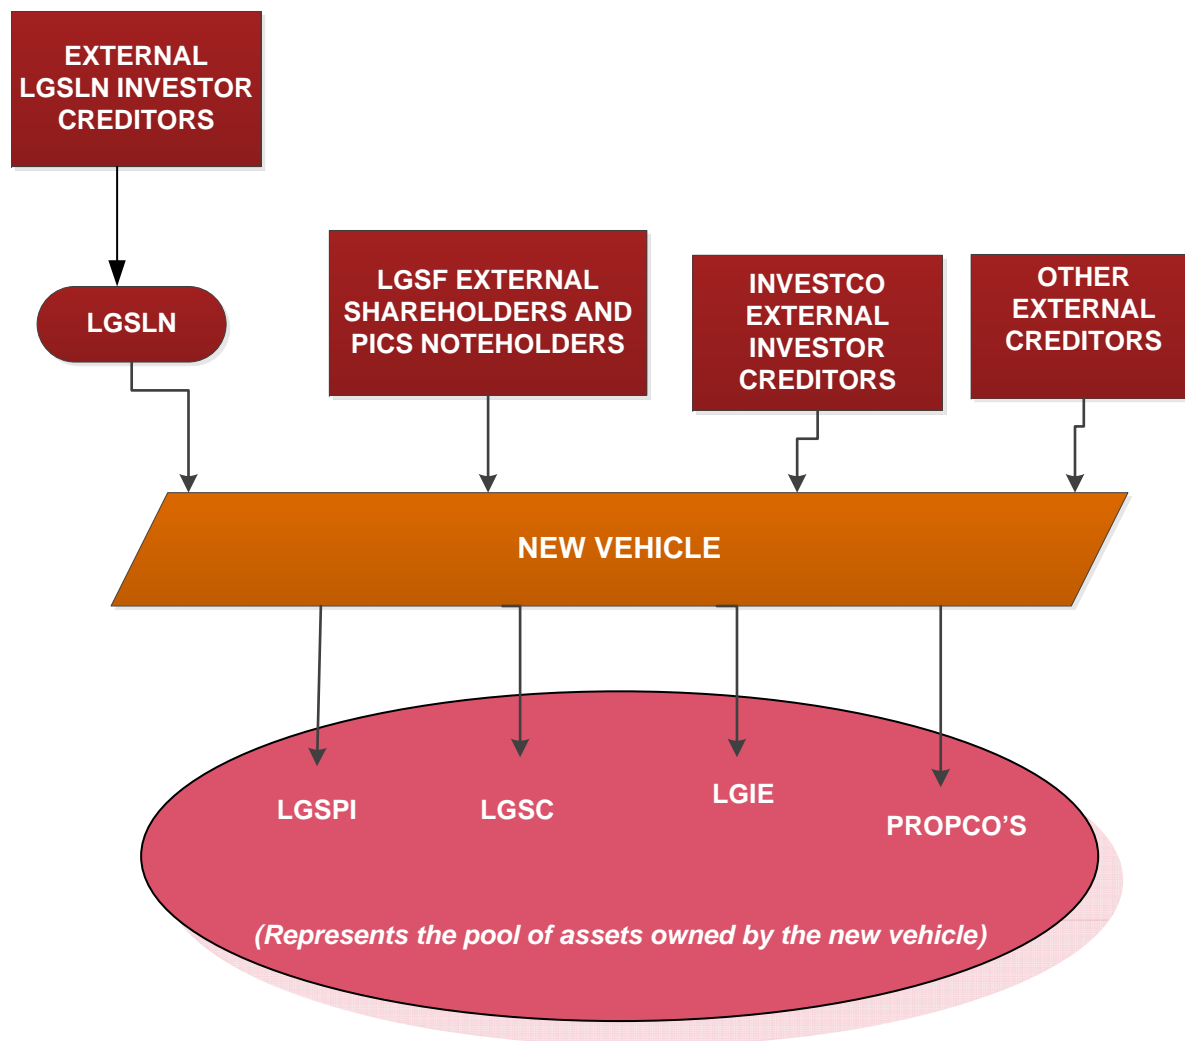 EXTERNAL
LGSLN INVESTOR
CREDITORS
LGSLN
LGSF EXTERNAL
SHAREHOLDERS AND
PICS NOTEHOLDERS
INVESTCO
EXTERNAL
INVESTOR
CREDITORS
OTHER
EXTERNAL
CREDITORS
NEW VEHICLE
LGSPI
LGSC
LGIE
PROPCO’S
(Represents the pool of assets owned by the new vehicle)